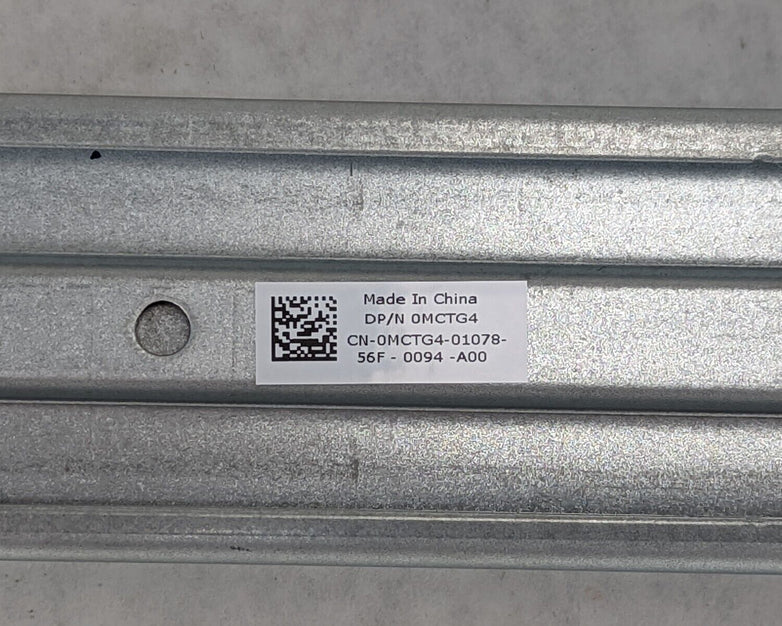 Made In China
DP/N 0MCTG4
CN-0MCTG4-01078-
56F - 0094 -A00